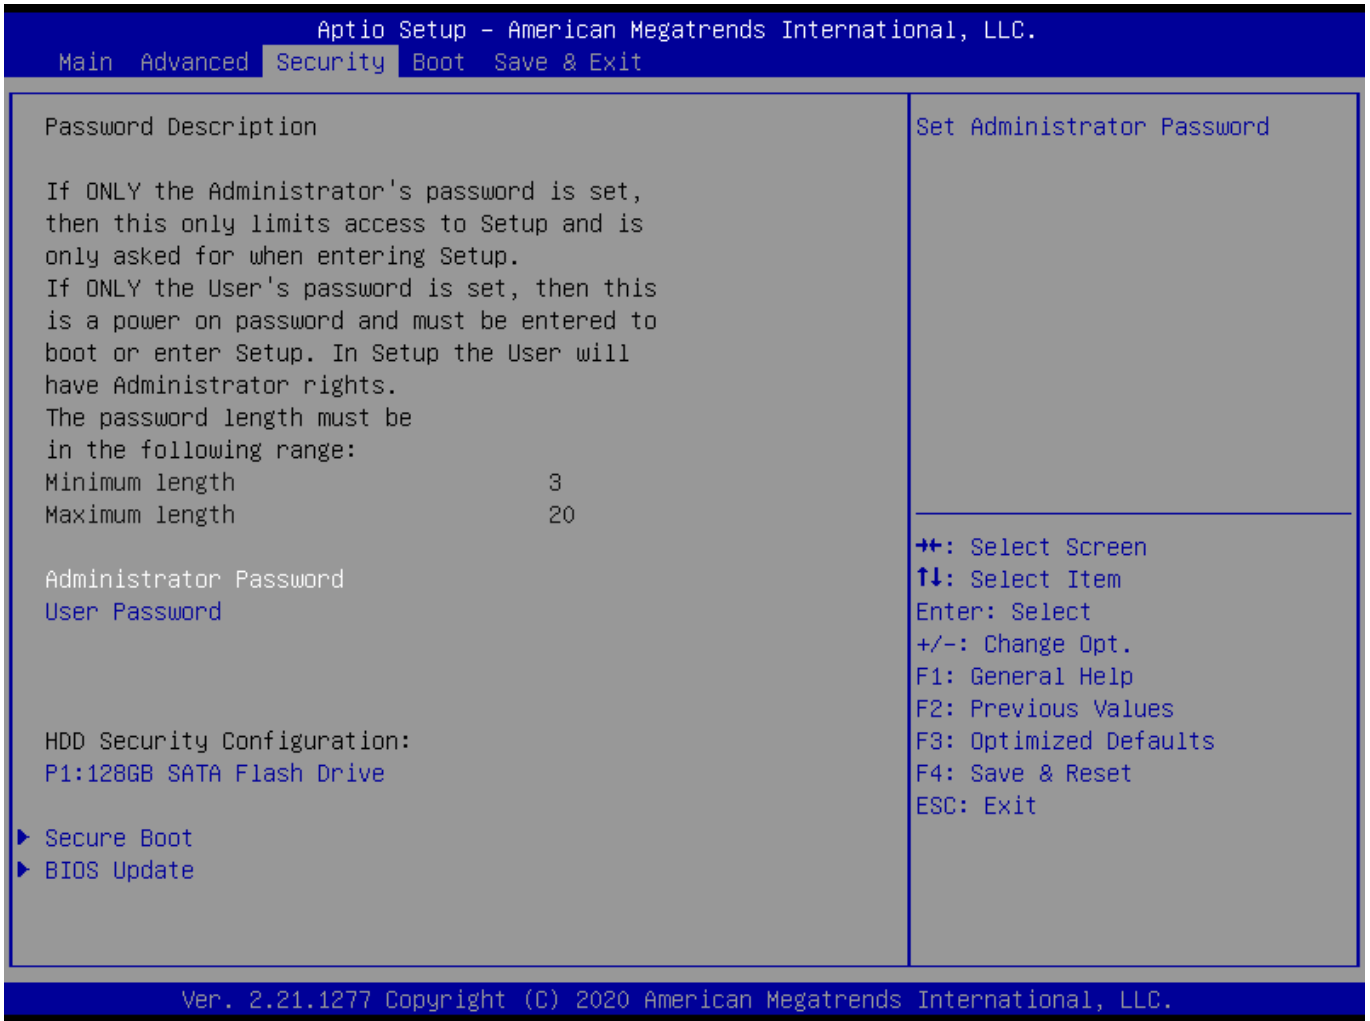 Aptio Setup – American Megatrends International, LLC.
Main Advanced Security Boot Save & Exit
Password Description
If ONLY the Administrator's password is set,
then this only limits access to Setup and is
only asked for when entering Setup.
If ONLY the User's password is set, then this
is a power on password and must be entered to
boot or enter Setup. In Setup the User will
have Administrator rights.
The password length must be
in the following range:
Minimum length 3
Maximum length 20
Administrator Password
User Password
HDD Security Configuration:
P1:128GB SATA Flash Drive
Secure Boot
BIOS Update
Set Administrator Password
→←: Select Screen
↑↓: Select Item
Enter: Select
+/-: Change Opt.
F1: General Help
F2: Previous Values
F3: Optimized Defaults
F4: Save & Reset
ESC: Exit
Ver. 2.21.1277 Copyright (C) 2020 American Megatrends International, LLC.